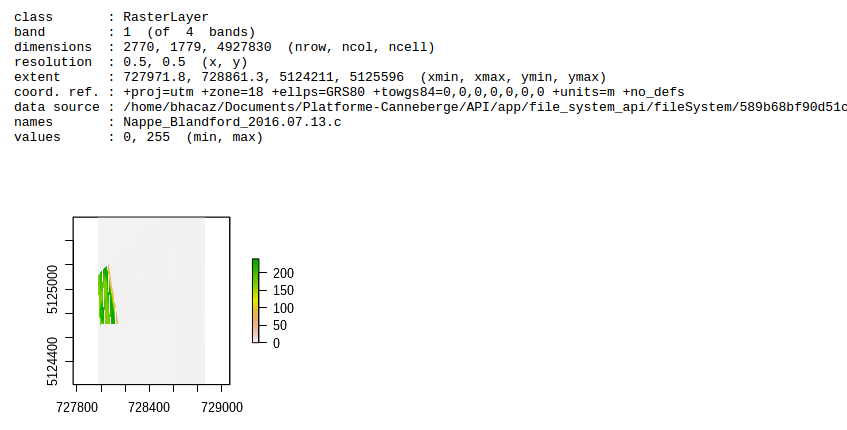 class       : RasterLayer
band        : 1  (of  4  bands)
dimensions  : 2770, 1779, 4927830  (nrow, ncol, ncell)
resolution  : 0.5, 0.5  (x, y)
extent      : 727971.8, 728861.3, 5124211, 5125596  (xmin, xmax, ymin, ymax)
coord. ref. : +proj=utm +zone=18 +ellps=GRS80 +towgs84=0,0,0,0,0,0,0 +units=m +no_defs
data source : /home/bhacaz/Documents/Platforme-Canneberge/API/app/file_system_api/fileSystem/589b68bf90d51c
names       : Nappe_Blandford_2016.07.13.c
values      : 0, 255  (min, max)
5125000
5124400
727800
728400
729000
200
150
100
50
0